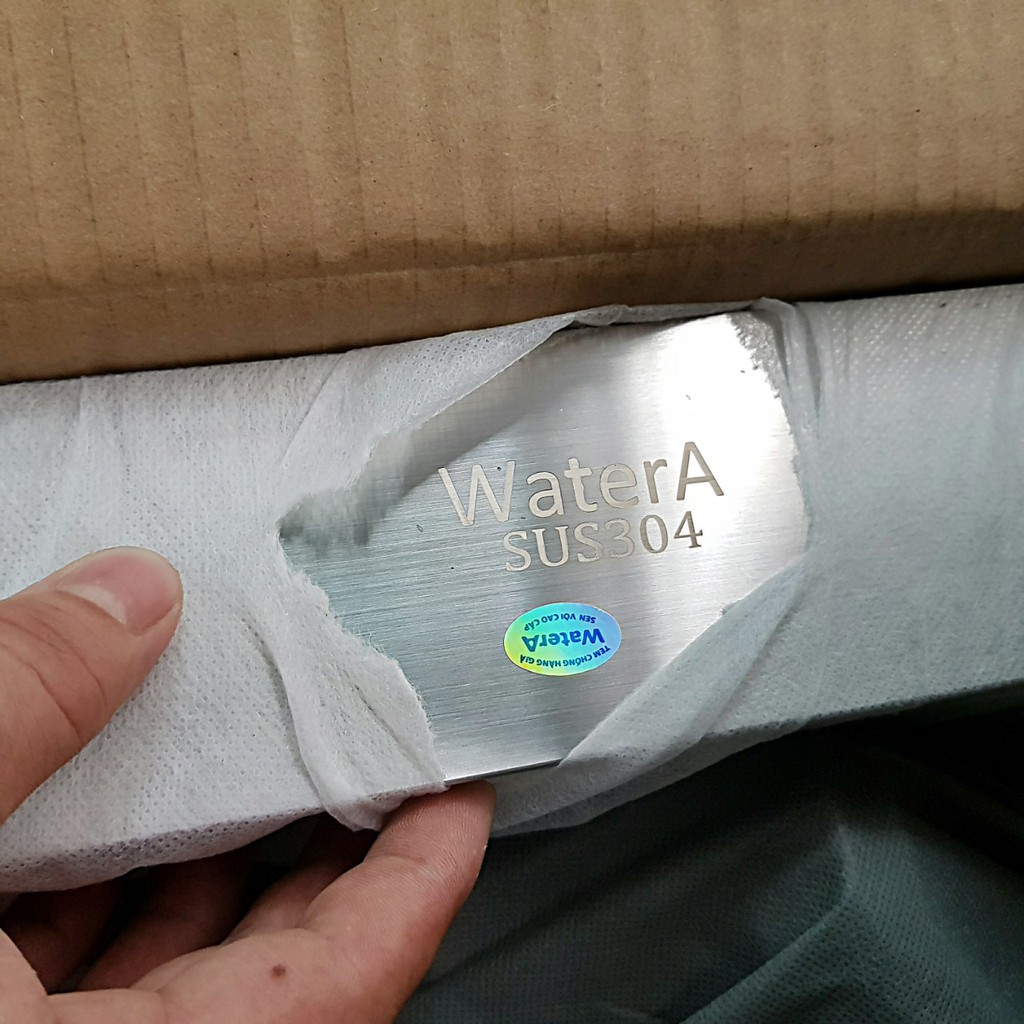 WaterA
SUS304
TEM CHỐNG HÀNG GIẢ
WaterA
SEN VÒI CAO CẤP